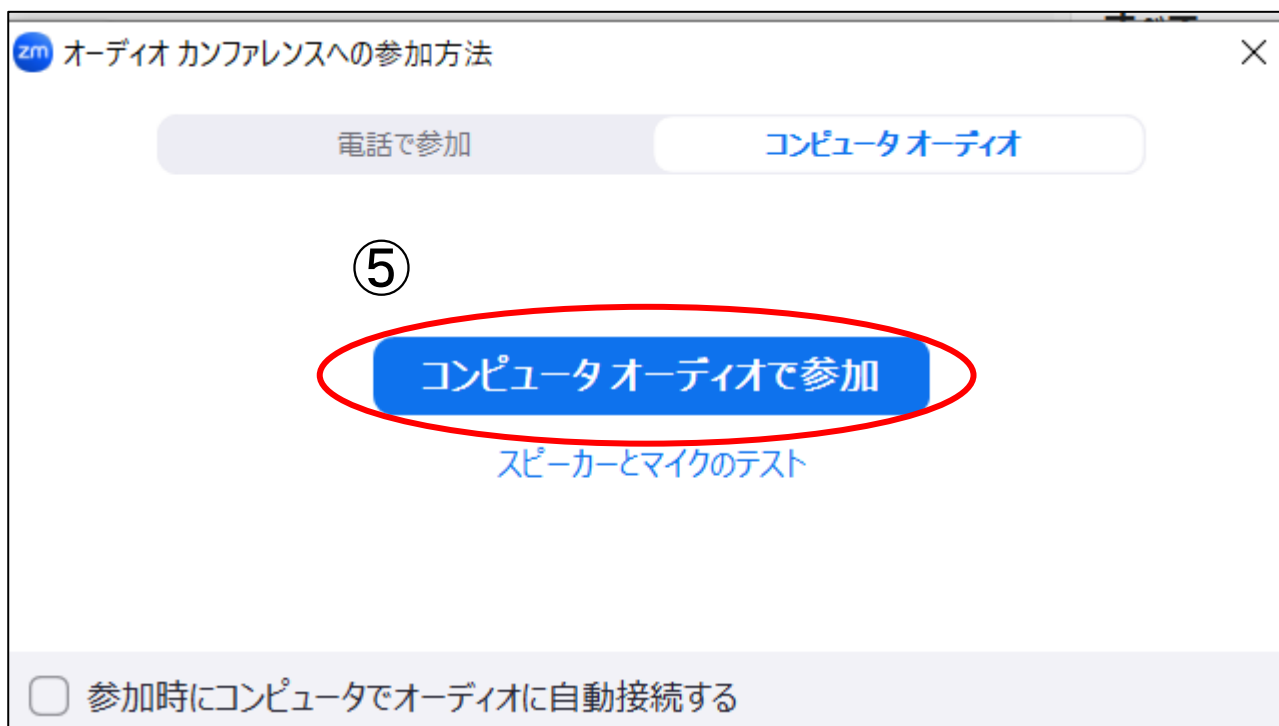 zm オーディオ カンファレンスへの参加方法
電話で参加 コンピュータ オーディオ
⑤
コンピュータ オーディオで参加
スピーカーとマイクのテスト
参加時にコンピュータでオーディオに自動接続する